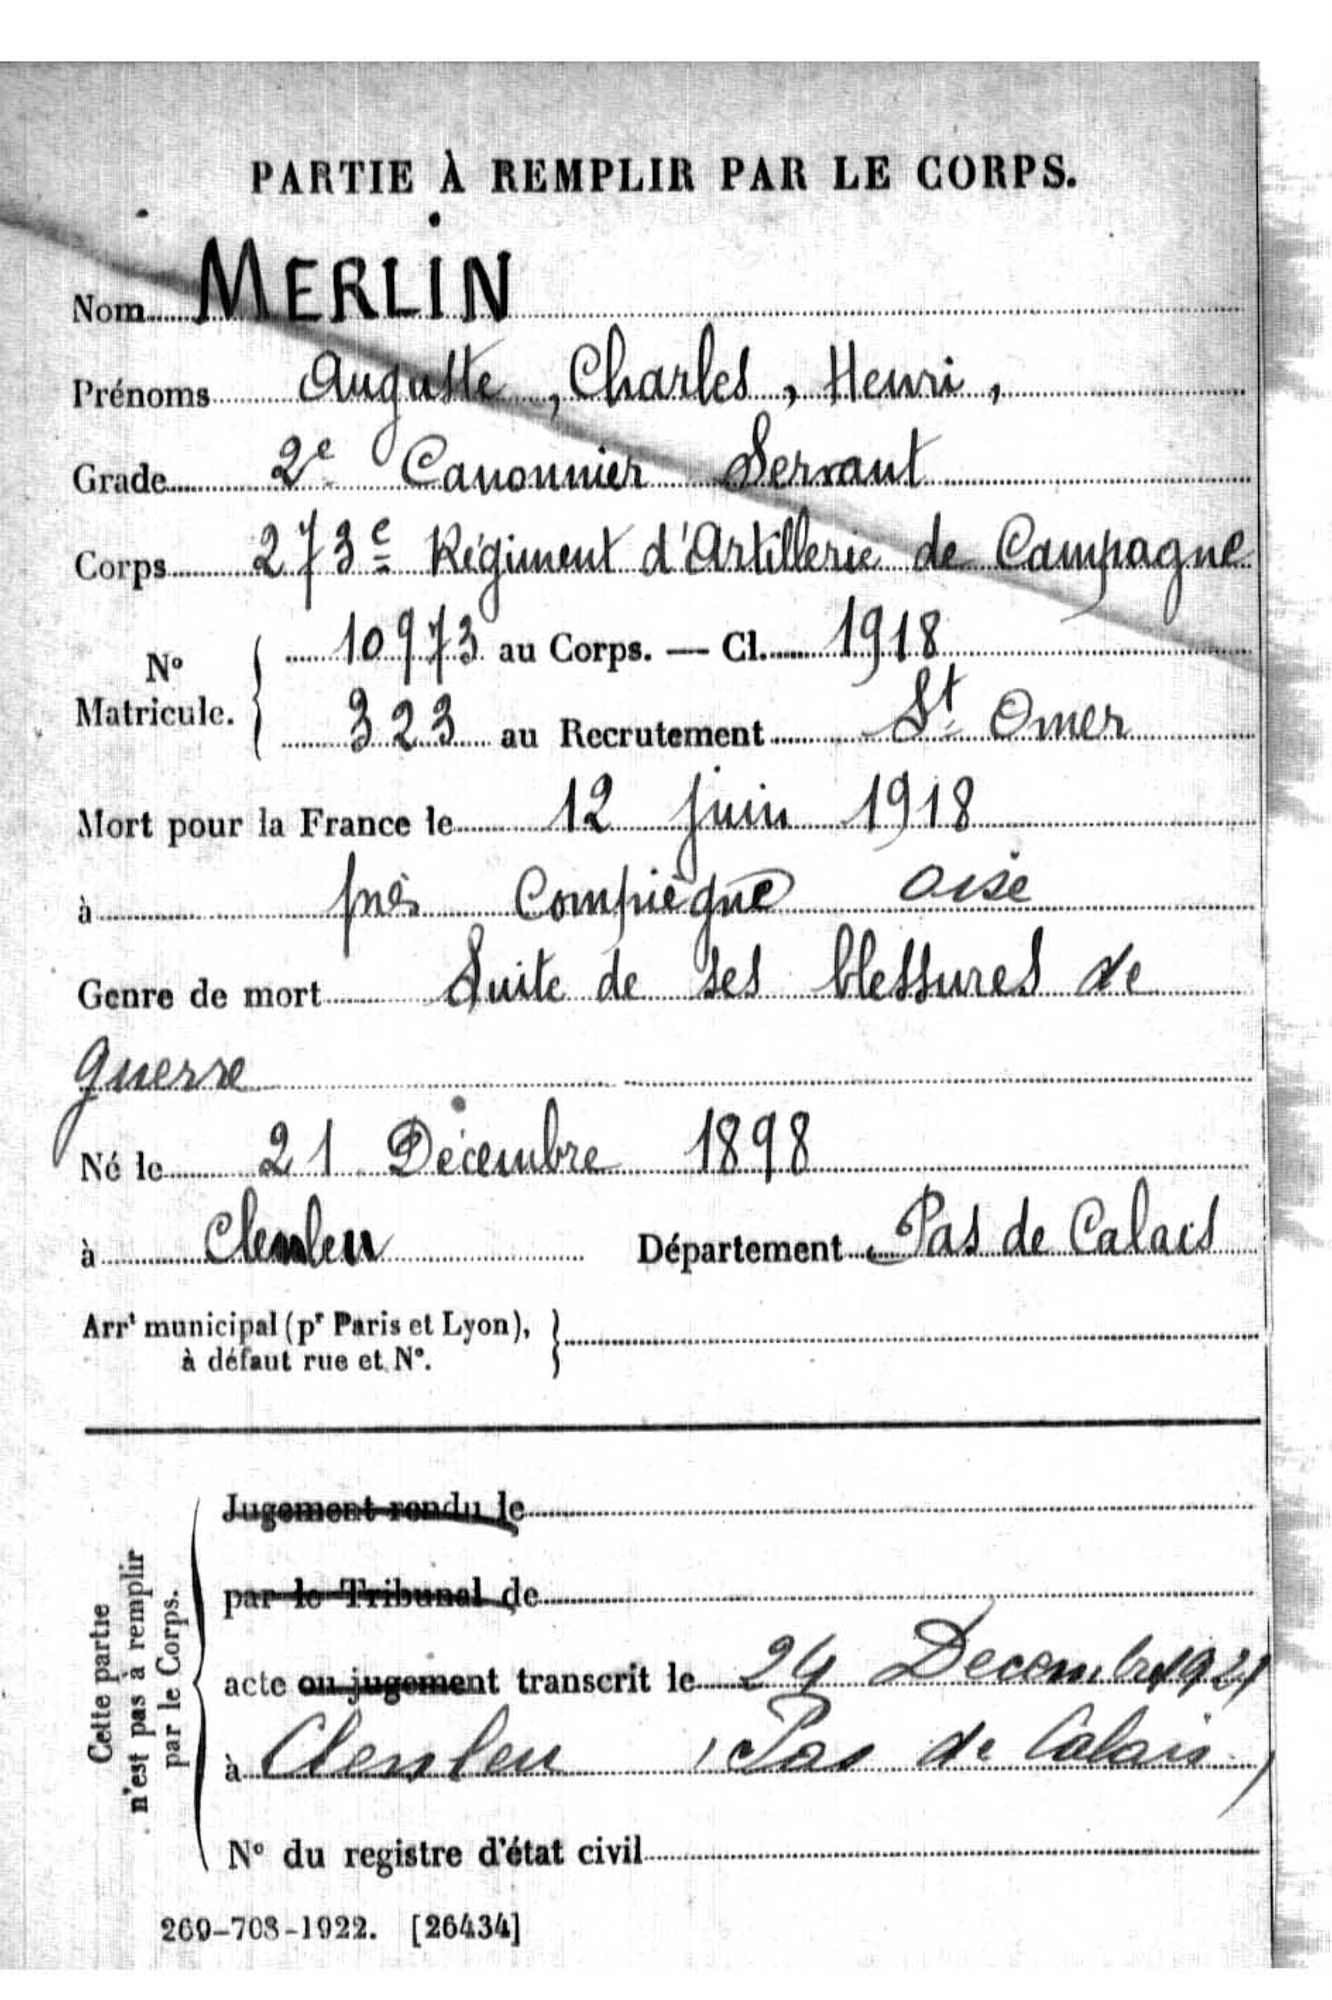 PARTIE À REMPLIR PAR LE CORPS.
Nom MERLIN
Prénoms Auguste, Charles, Henri,
Grade 2e Canonnier Servant
Corps 273e Régiment d'Artillerie de Campagne
N° Matricule. { 10973 au Corps. — Cl. 1918
323 au Recrutement St Omer
Mort pour la France le 12 juin 1918
à près Compiègne Oise
Genre de mort Suite de ses blessures de
guerre
Né le 21 Décembre 1898
à Clenleu Département Pas de Calais
Arrt municipal (pr Paris et Lyon), }
à défaut rue et N°.
Cette partie
n'est pas à remplir
par le Corps.
Jugement rendu le
par le Tribunal de
acte ou jugement transcrit le 24 Decembre 1921
à Clenleu (Pas de Calais)
N° du registre d'état civil
269-708-1922. [26434]